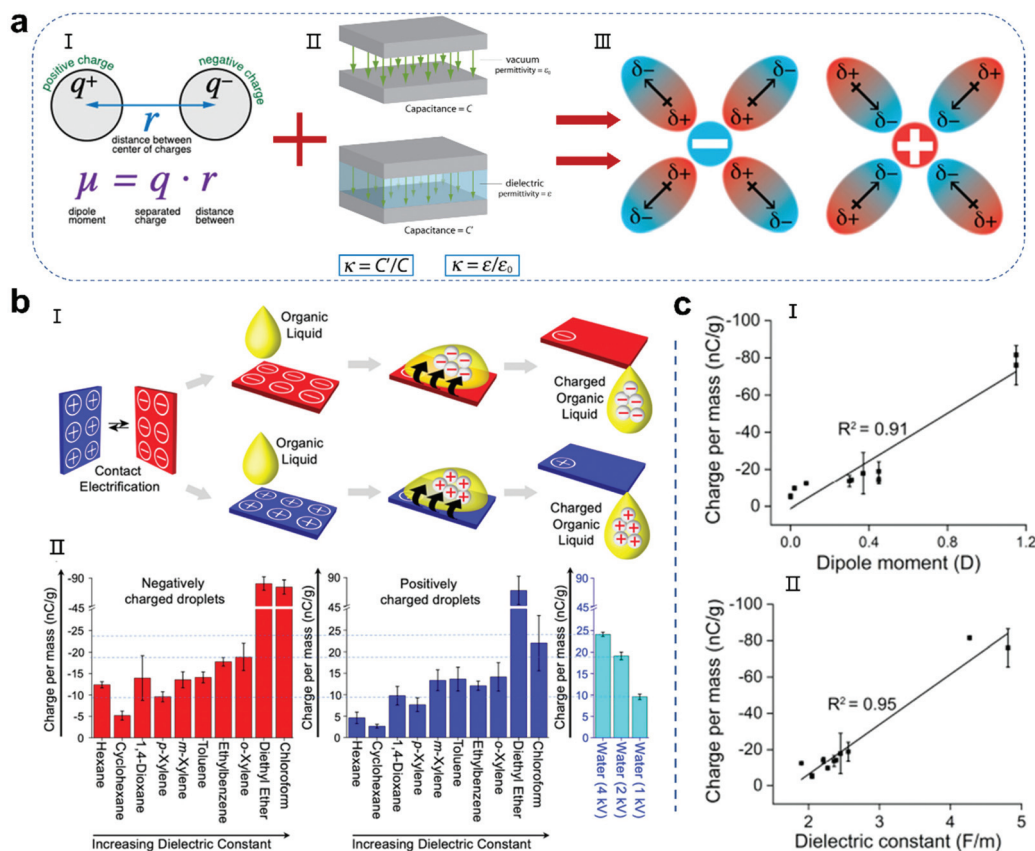 a
I
positive charge
negative charge
q⁺
q⁻
r
distance between
center of charges
μ = q · r
dipole
moment
separated
charge
distance
between
II
vacuum
permittivity = ε₀
Capacitance = C
dielectric
permittivity = ε
Capacitance = C'
κ = C'/C
κ = ε/ε₀
III
δ− δ−
δ+ δ+
−
δ+ δ+
δ− δ−
δ+ δ+
δ− δ−
+
δ− δ−
δ+ δ+
b
I
Contact
Electrification
Organic
Liquid
Charged
Organic
Liquid
Organic
Liquid
Charged
Organic
Liquid
II
Charge per mass (nC/g)
-90
45
-25
-20
-15
-10
-5
0
Negatively
charged droplets
Hexane
Cyclohexane
1,4-Dioxane
p-Xylene
m-Xylene
Toluene
Ethylbenzene
o-Xylene
Diethyl Ether
Chloroform
Increasing Dielectric Constant
Charge per mass (nC/g)
90
45
25
20
15
10
5
0
Positively
charged droplets
Hexane
Cyclohexane
1,4-Dioxane
p-Xylene
m-Xylene
Toluene
Ethylbenzene
o-Xylene
Diethyl Ether
Chloroform
Increasing Dielectric Constant
Charge per mass (nC/g)
90
45
25
20
15
10
5
0
Water (4 kV)
Water (2 kV)
Water (1 kV)
c
I
Charge per mass (nC/g)
-100
-80
-60
-40
-20
0
R² = 0.91
0.0 0.4 0.8 1.2
Dipole moment (D)
II
Charge per mass (nC/g)
-100
-80
-60
-40
-20
0
R² = 0.95
2 3 4 5
Dielectric constant (F/m)